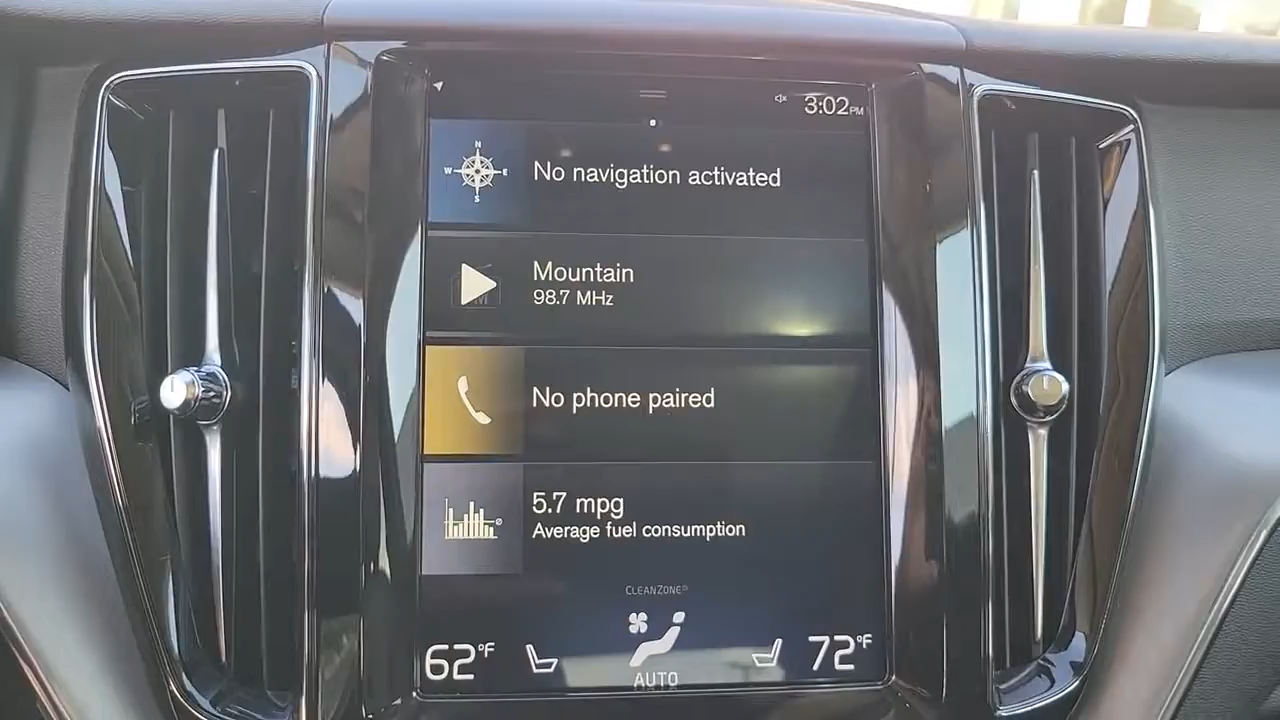 3:02PM
N
W E
S
No navigation activated
Mountain
98.7 MHz
No phone paired
5.7 mpg
Average fuel consumption
CLEANZONE
62°F
AUTO
72°F